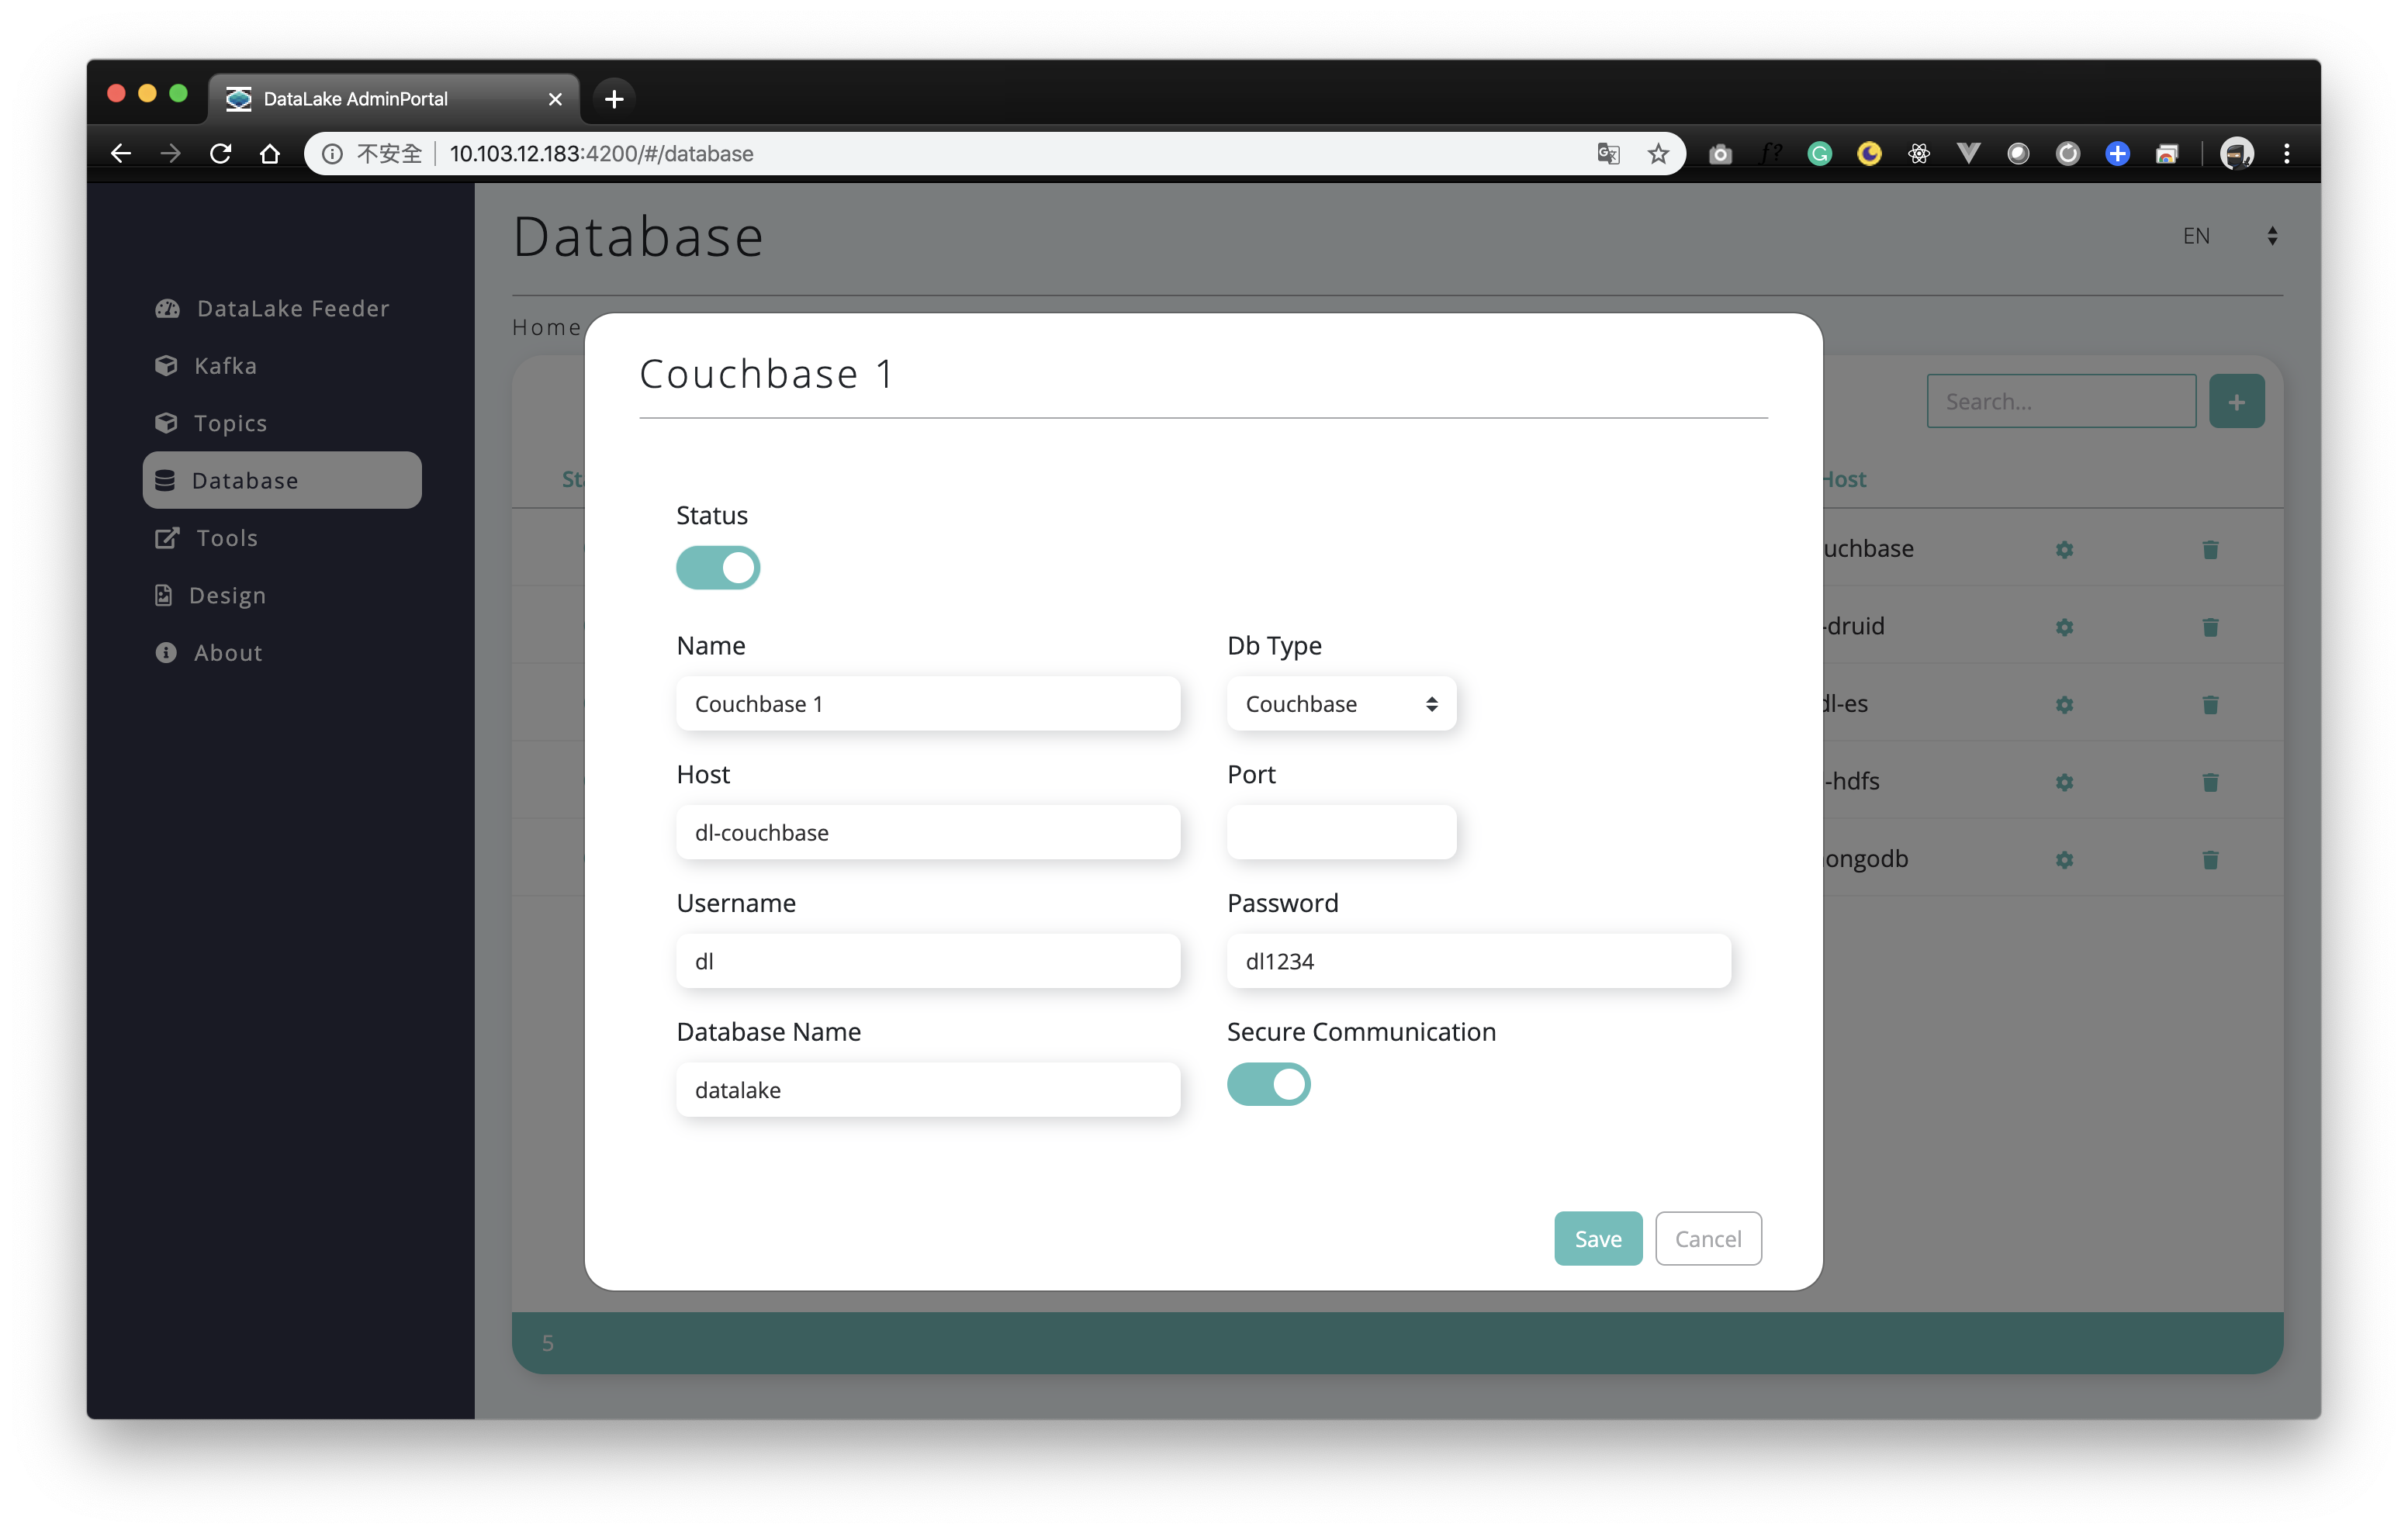 DataLake AdminPortal
不安全 10.103.12.183:4200/#/database
Database
EN
DataLake Feeder
Kafka
Topics
Database
Tools
Design
About
Home
Search...
Host
uchbase
-druid
dl-es
-hdfs
ongodb
5
Couchbase 1
Status
Name
Db Type
Couchbase 1
Couchbase
Host
Port
dl-couchbase
Username
Password
dl
dl1234
Database Name
Secure Communication
datalake
Save
Cancel